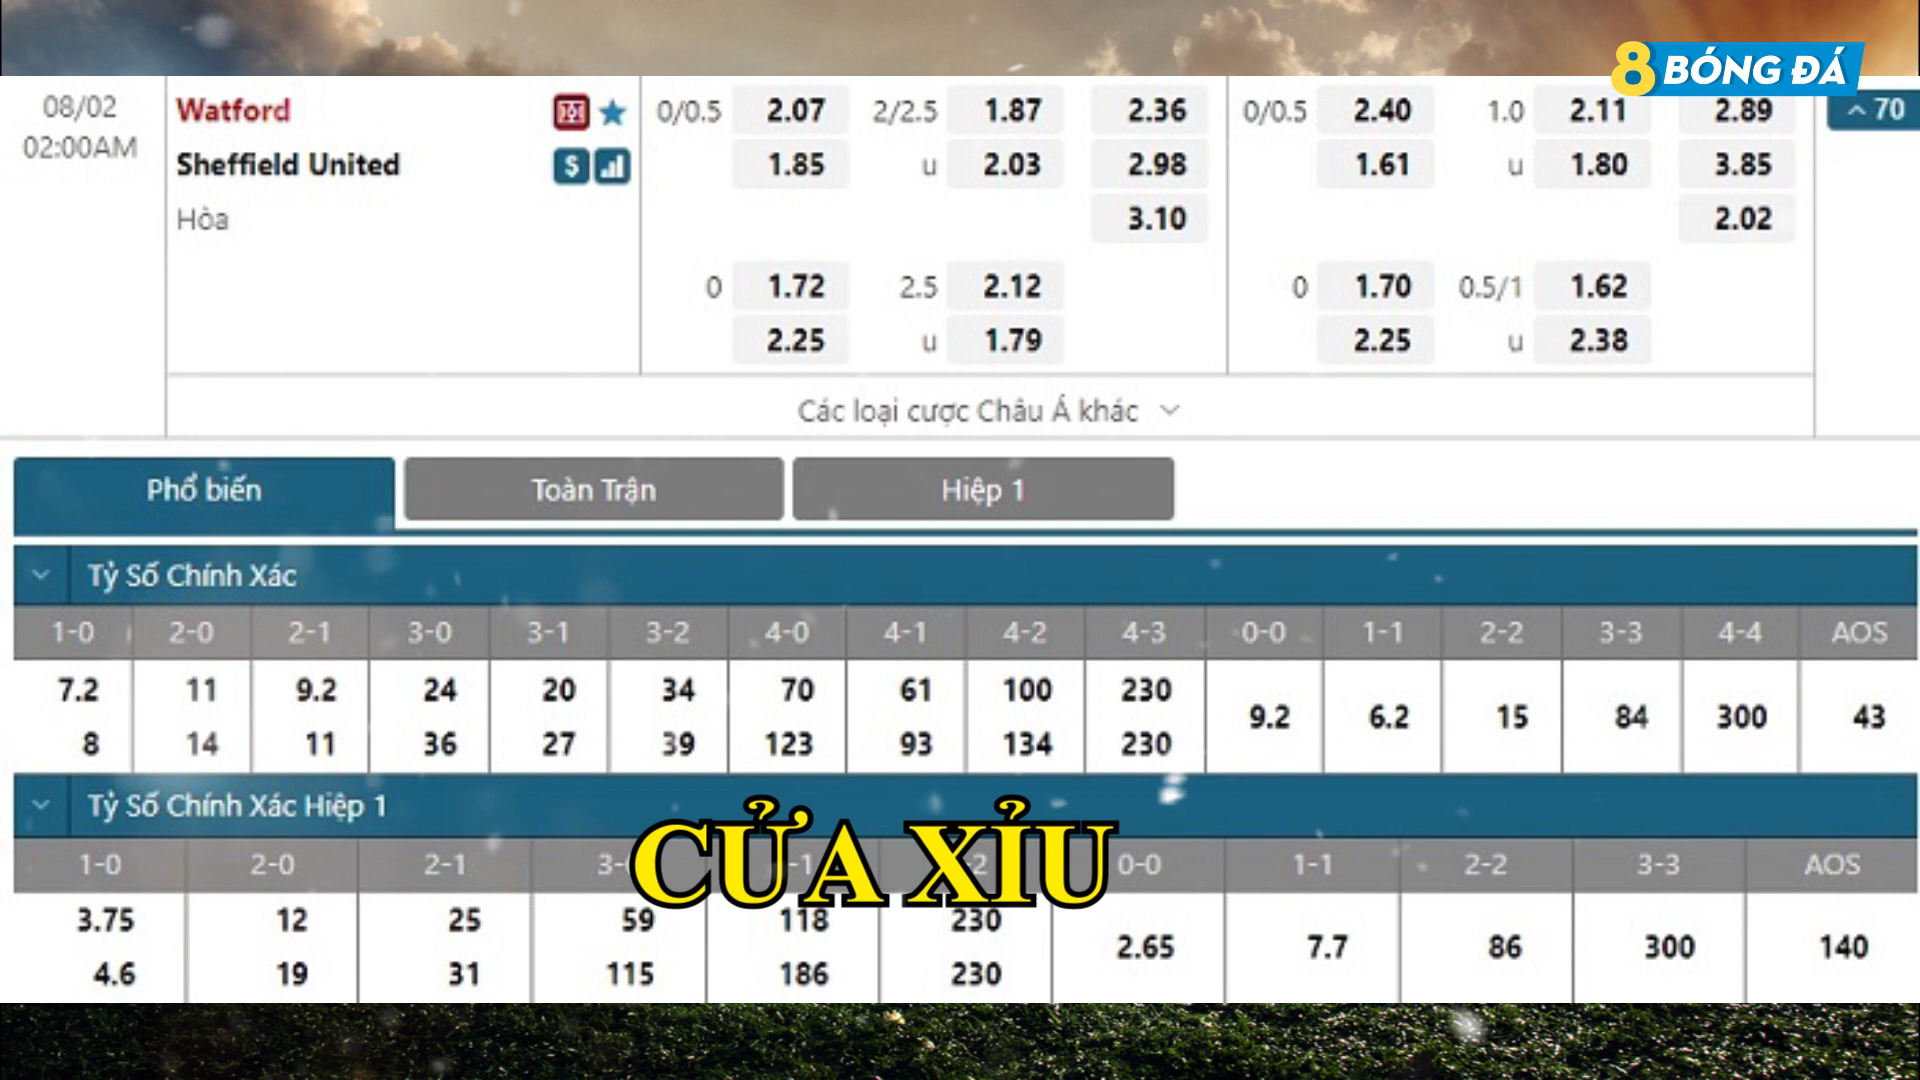 8 BÓNG ĐÁ
08/02 Watford 0/0.5 2.07 2/2.5 1.87 2.36 0/0.5 2.40 1.0 2.11 2.89 70
02:00AM Sheffield United $ 1.85 u 2.03 2.98 1.61 u 1.80 3.85
Hòa 3.10 2.02
0 1.72 2.5 2.12 0 1.70 0.5/1 1.62
2.25 u 1.79 2.25 u 2.38
Các loại cược Châu Á khác
Phổ biến Toàn Trận Hiệp 1
Tỷ Số Chính Xác
1-0 2-0 2-1 3-0 3-1 3-2 4-0 4-1 4-2 4-3 0-0 1-1 2-2 3-3 4-4 AOS
7.2 11 9.2 24 20 34 70 61 100 230
9.2 6.2 15 84 300 43
8 14 11 36 27 39 123 93 134 230
Tỷ Số Chính Xác Hiệp 1
CỬA XỈU
1-0 2-0 2-1 0-0 1-1 2-2 3-3 AOS
3.75 12 25 59 118 230
2.65 7.7 86 300 140
4.6 19 31 115 186 230